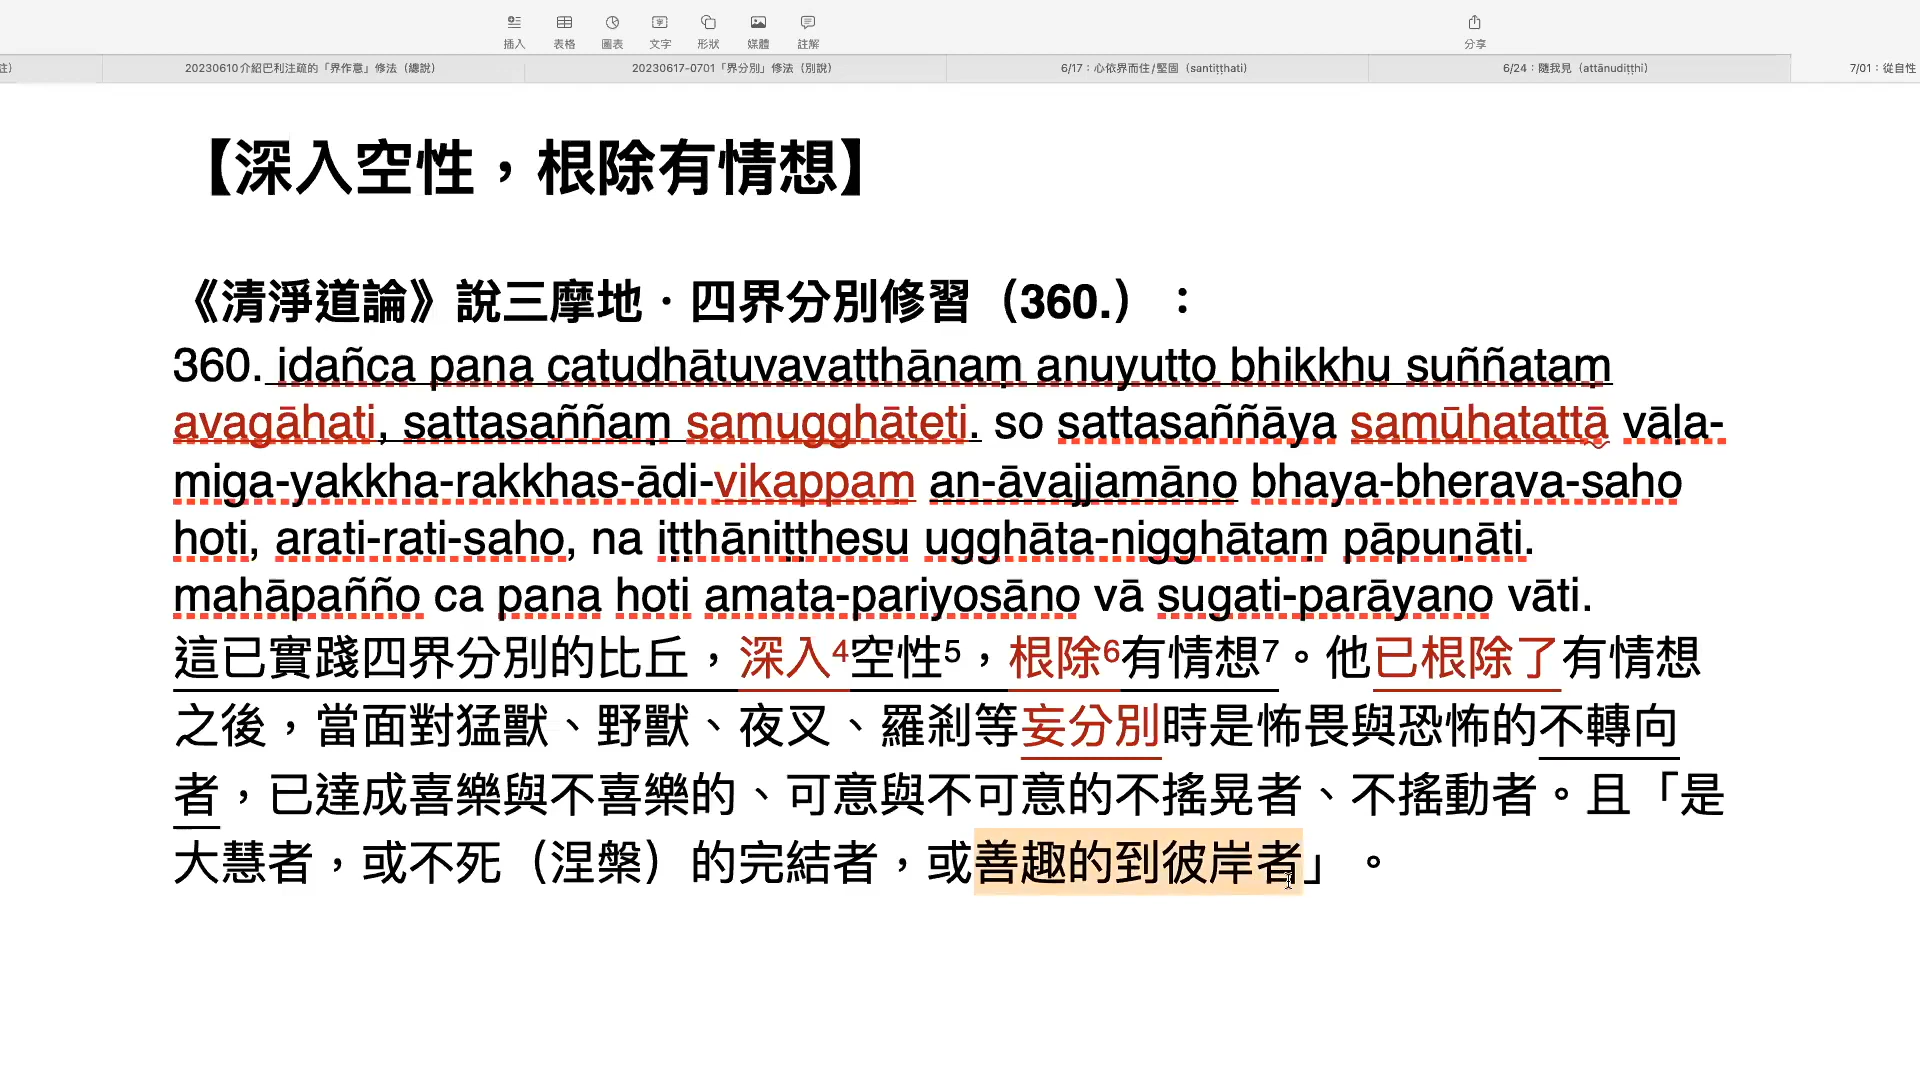 插入 表格 圖表 文字 形狀 媒體 註解 分享
註） 20230610介紹巴利注疏的「界作意」修法（總說） 20230617-0701「界分別」修法（別說） 6/17：心依界而住/堅固（santiṭṭhati） 6/24：隨我見（attānudiṭṭhi） 7/01：從自性
【深入空性，根除有情想】
《清淨道論》說三摩地．四界分別修習（360.）：
360. idañca pana catudhātuvavatthānaṃ anuyutto bhikkhu suññataṃ
avagāhati, sattasaññaṃ samugghāteti. so sattasaññāya samūhatattā vāḷa-
miga-yakkha-rakkhas-ādi-vikappaṃ an-āvajjamāno bhaya-bherava-saho
hoti, arati-rati-saho, na iṭṭhāniṭṭhesu ugghāta-nigghātaṃ pāpuṇāti.
mahāpañño ca pana hoti amata-pariyosāno vā sugati-parāyano vāti.
這已實踐四界分別的比丘，深入4空性5，根除6有情想7。他已根除了有情想
之後，當面對猛獸、野獸、夜叉、羅剎等妄分別時是怖畏與恐怖的不轉向
者，已達成喜樂與不喜樂的、可意與不可意的不搖晃者、不搖動者。且「是
大慧者，或不死（涅槃）的完結者，或善趣的到彼岸者」。